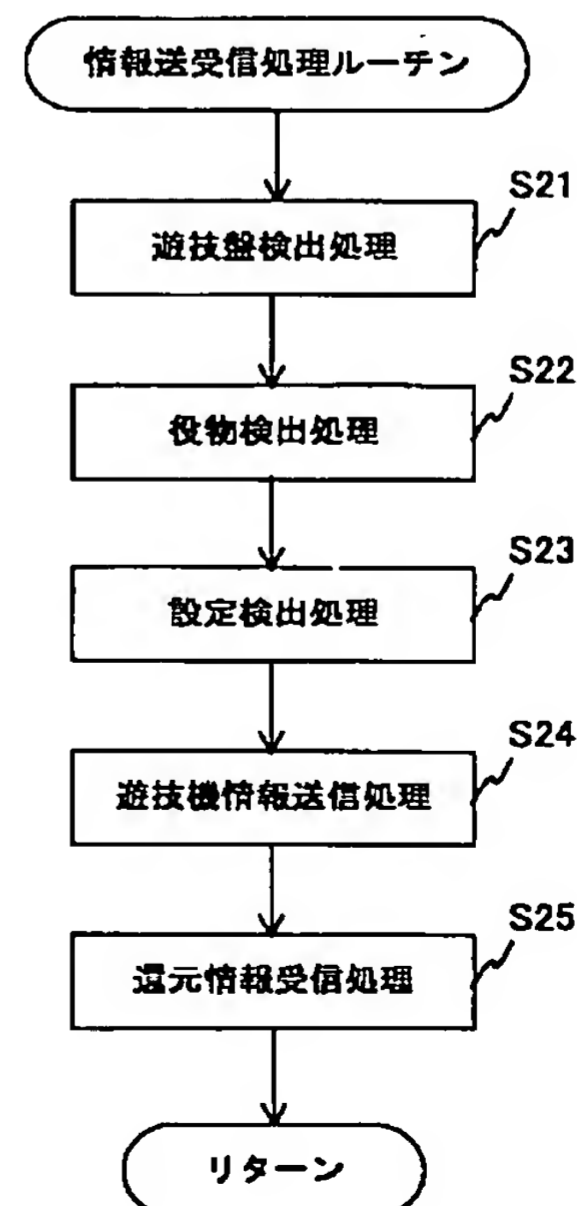 情報送受信処理ルーチン
S21
遊技盤検出処理
S22
役物検出処理
S23
設定検出処理
S24
遊技機情報送信処理
S25
還元情報受信処理
リターン